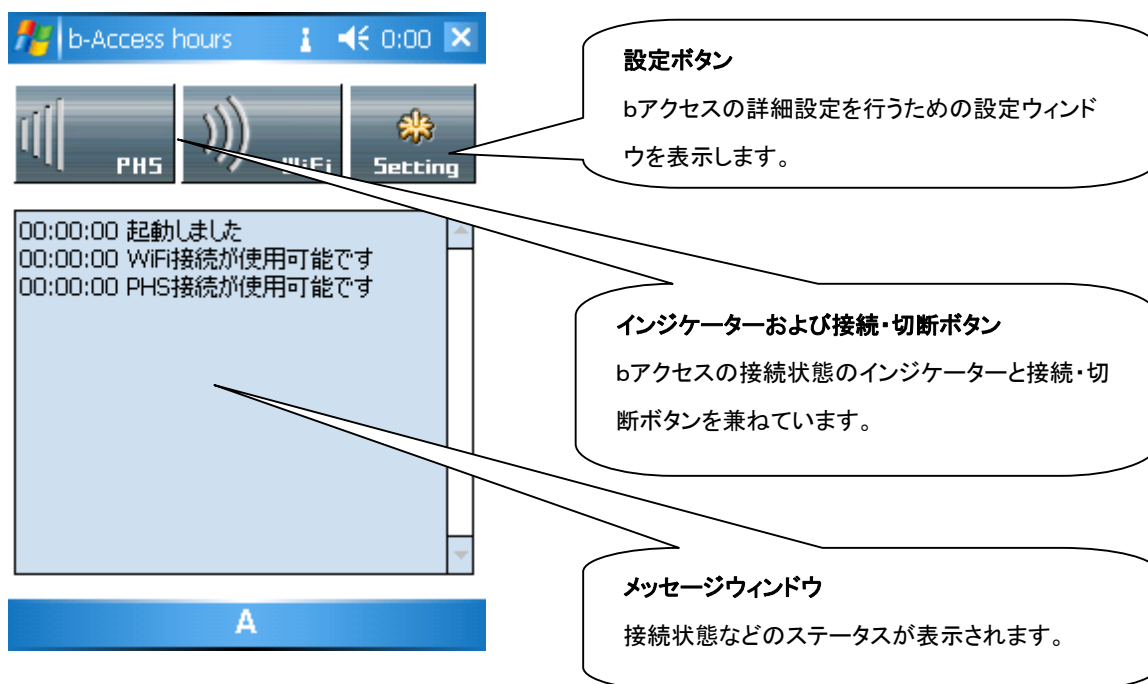 b-Access hours 0:00
PHS
WiFi
Setting
00:00:00 起動しました
00:00:00 WiFi接続が使用可能です
00:00:00 PHS接続が使用可能です
A
設定ボタン
bアクセスの詳細設定を行うための設定ウィンド
ウを表示します。
インジケーターおよび接続・切断ボタン
bアクセスの接続状態のインジケーターと接続・切
断ボタンを兼ねています。
メッセージウィンドウ
接続状態などのステータスが表示されます。